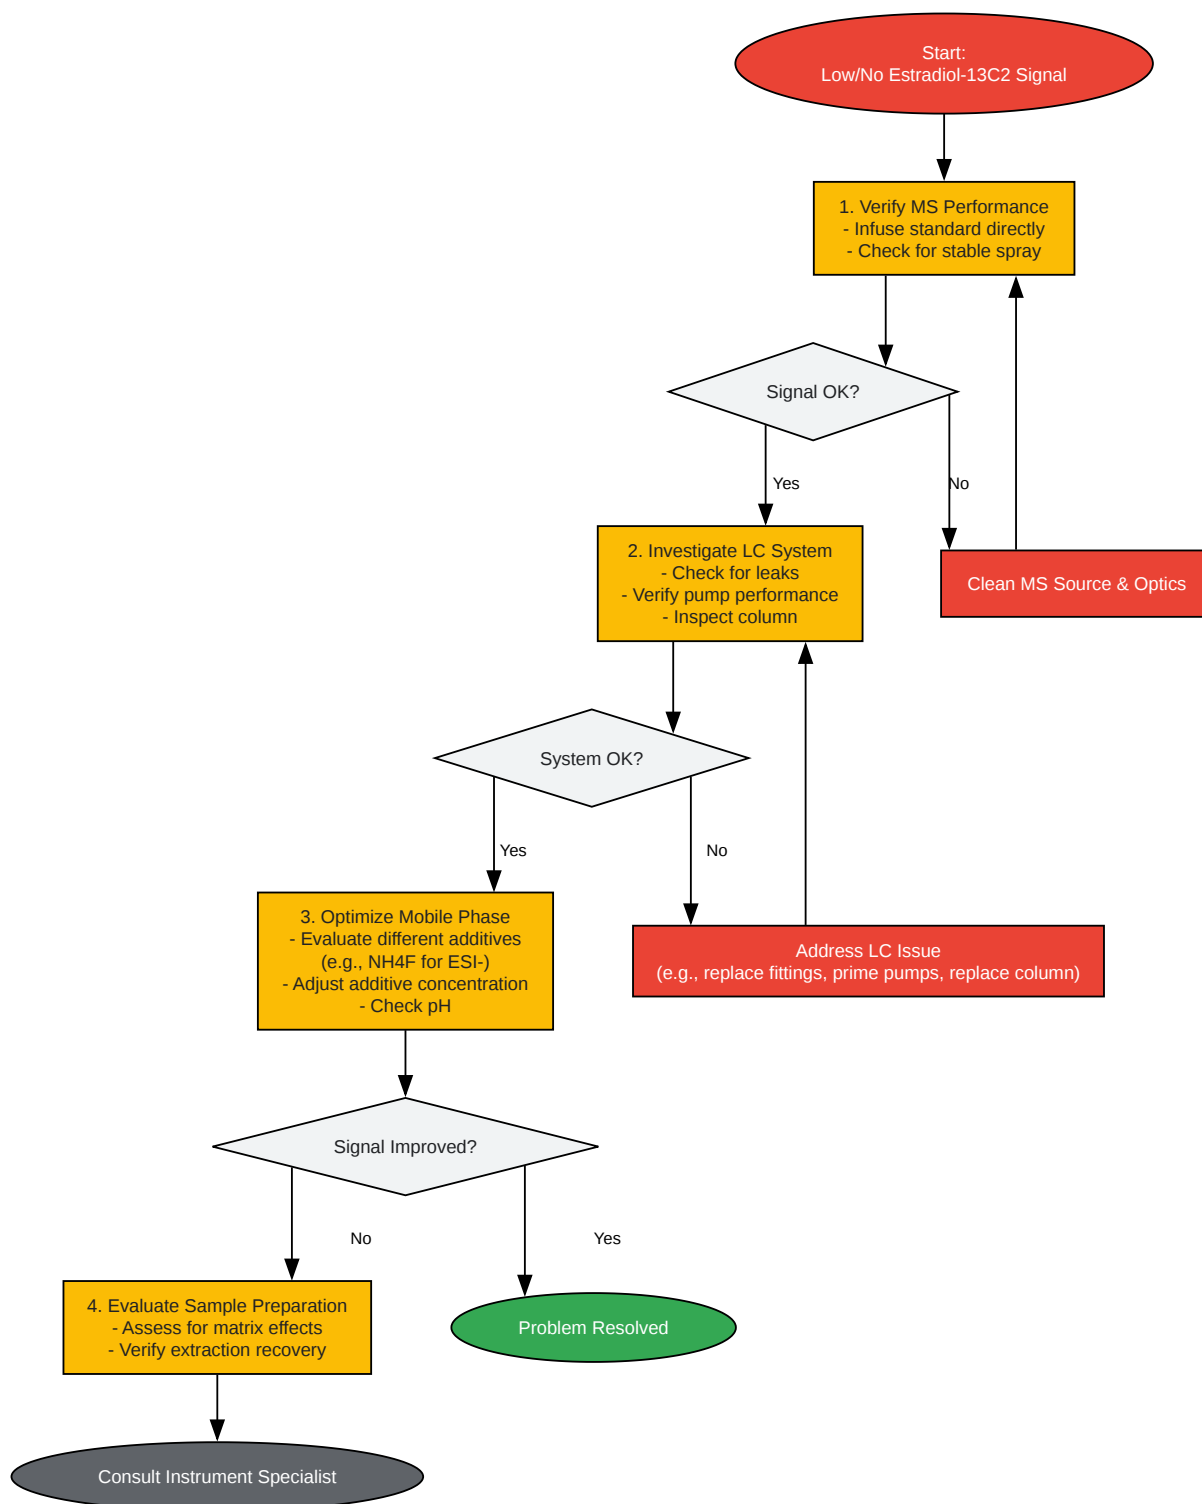 Start:
Low/No Estradiol-13C2 Signal
1. Verify MS Performance
- Infuse standard directly
- Check for stable spray
Signal OK?
Yes
No
2. Investigate LC System
- Check for leaks
- Verify pump performance
- Inspect column
Clean MS Source & Optics
System OK?
Yes
No
3. Optimize Mobile Phase
- Evaluate different additives
(e.g., NH4F for ESI-)
- Adjust additive concentration
- Check pH
Address LC Issue
(e.g., replace fittings, prime pumps, replace column)
Signal Improved?
No
Yes
4. Evaluate Sample Preparation
- Assess for matrix effects
- Verify extraction recovery
Problem Resolved
Consult Instrument Specialist